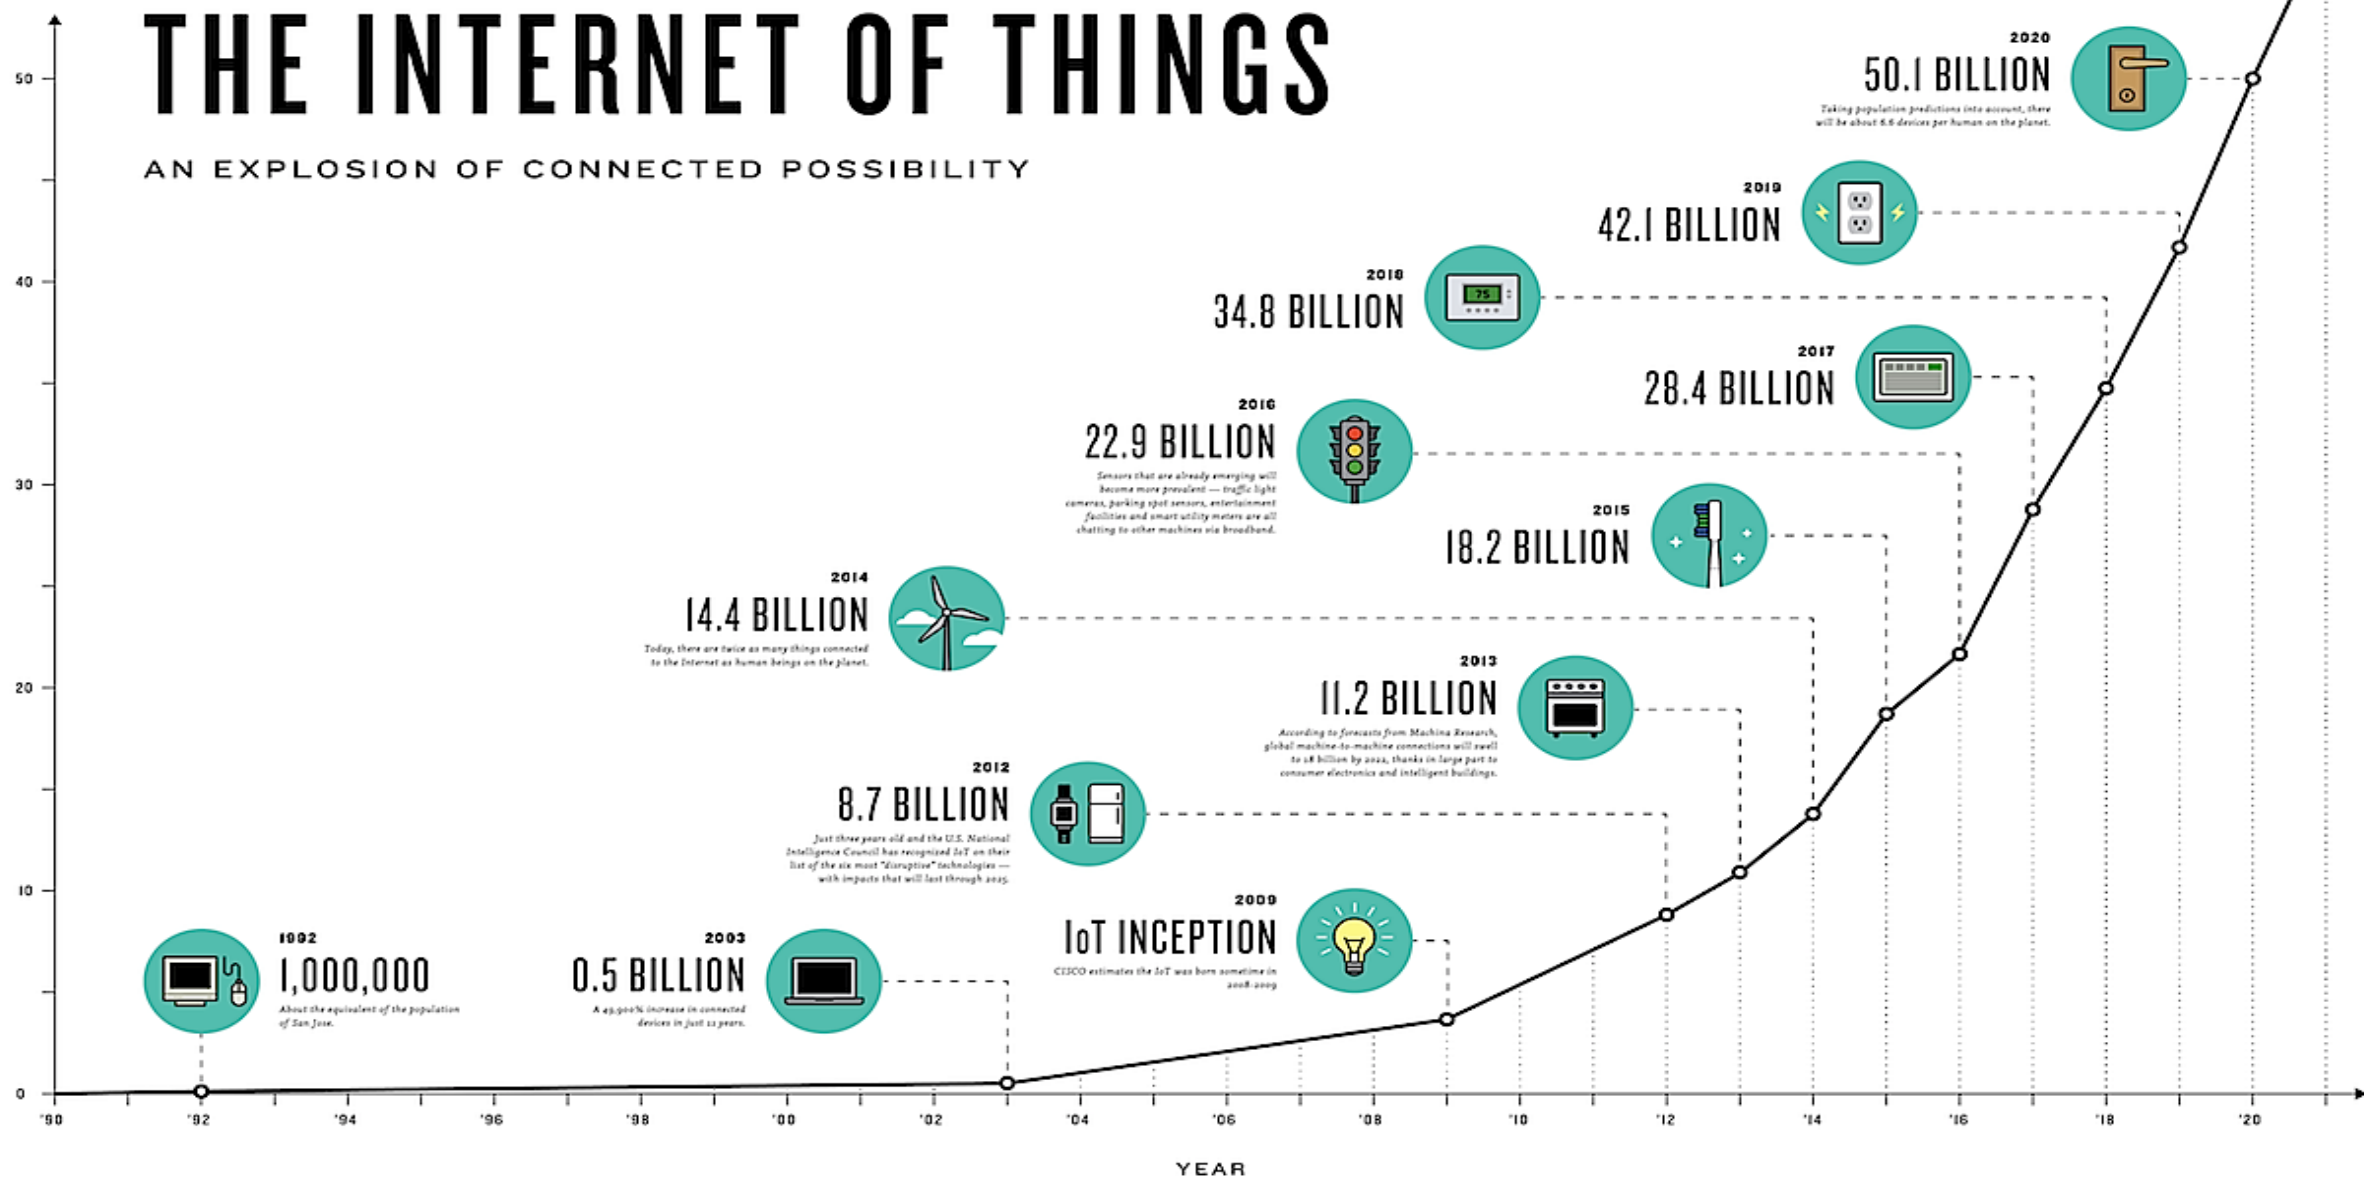 THE INTERNET OF THINGS
AN EXPLOSION OF CONNECTED POSSIBILITY
2020
50.1 BILLION
Taking population predictions into account, there
will be about 6.6 devices per human on the planet.
2019
42.1 BILLION
2018
34.8 BILLION
75
2017
28.4 BILLION
2016
22.9 BILLION
Sensors that are already emerging will
become more prevalent — traffic light
cameras, parking spot sensors, entertainment
facilities and smart utility meters are all
chatting to other machines via broadband.
2015
18.2 BILLION
2014
14.4 BILLION
Today, there are twice as many things connected
to the Internet as human beings on the planet.
2013
11.2 BILLION
According to forecasts from Machina Research,
global machine-to-machine connections will swell
to 18 billion by 2022, thanks in large part to
consumer electronics and intelligent buildings.
2012
8.7 BILLION
Just three years old and the U.S. National
Intelligence Council has recognized IoT on their
list of the six most "disruptive" technologies —
with impacts that will last through 2025.
2009
IoT INCEPTION
CISCO estimates the IoT was born sometime in
2008-2009
2003
0.5 BILLION
A 49,900% increase in connected
devices in just 11 years.
1992
1,000,000
About the equivalent of the population
of San Jose.
50
40
30
20
10
0
'90 '92 '94 '96 '98 '00 '02 '04 '06 '08 '10 '12 '14 '16 '18 '20
YEAR